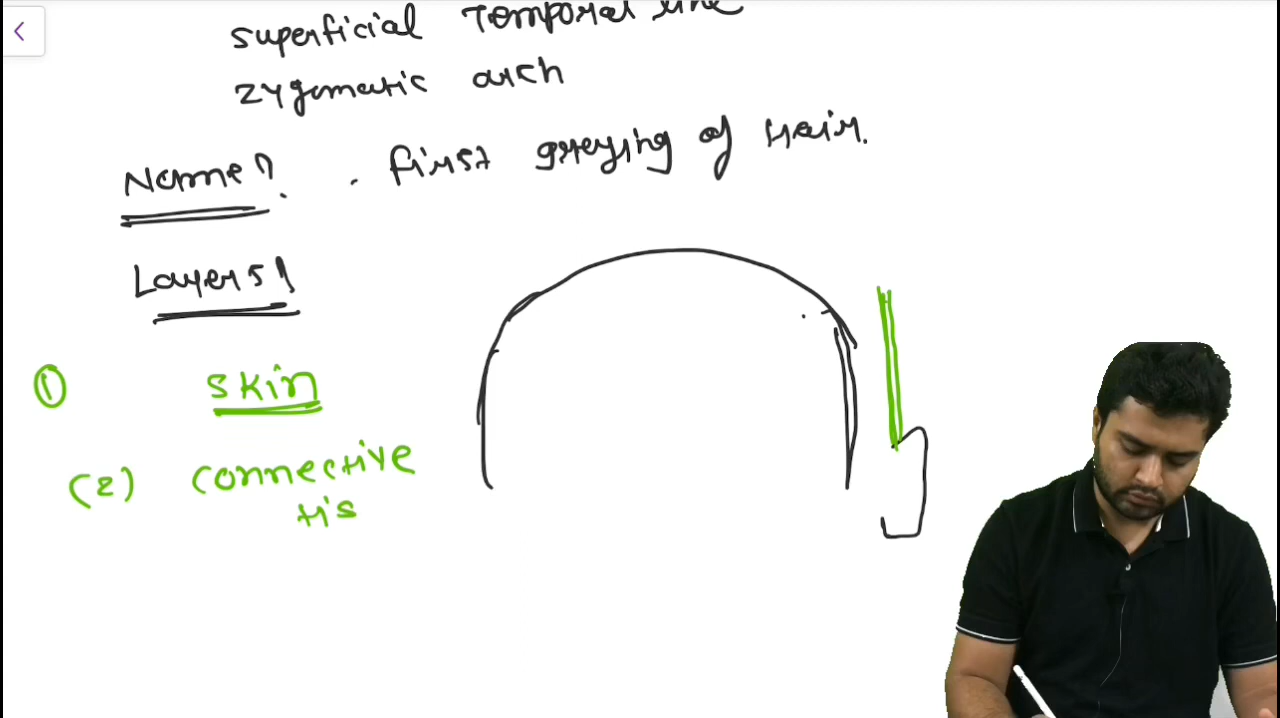 superficial Temporal line
zygomatic arch
Name? . first greying of hair.
Layers!
① skin
(2) connective
tis